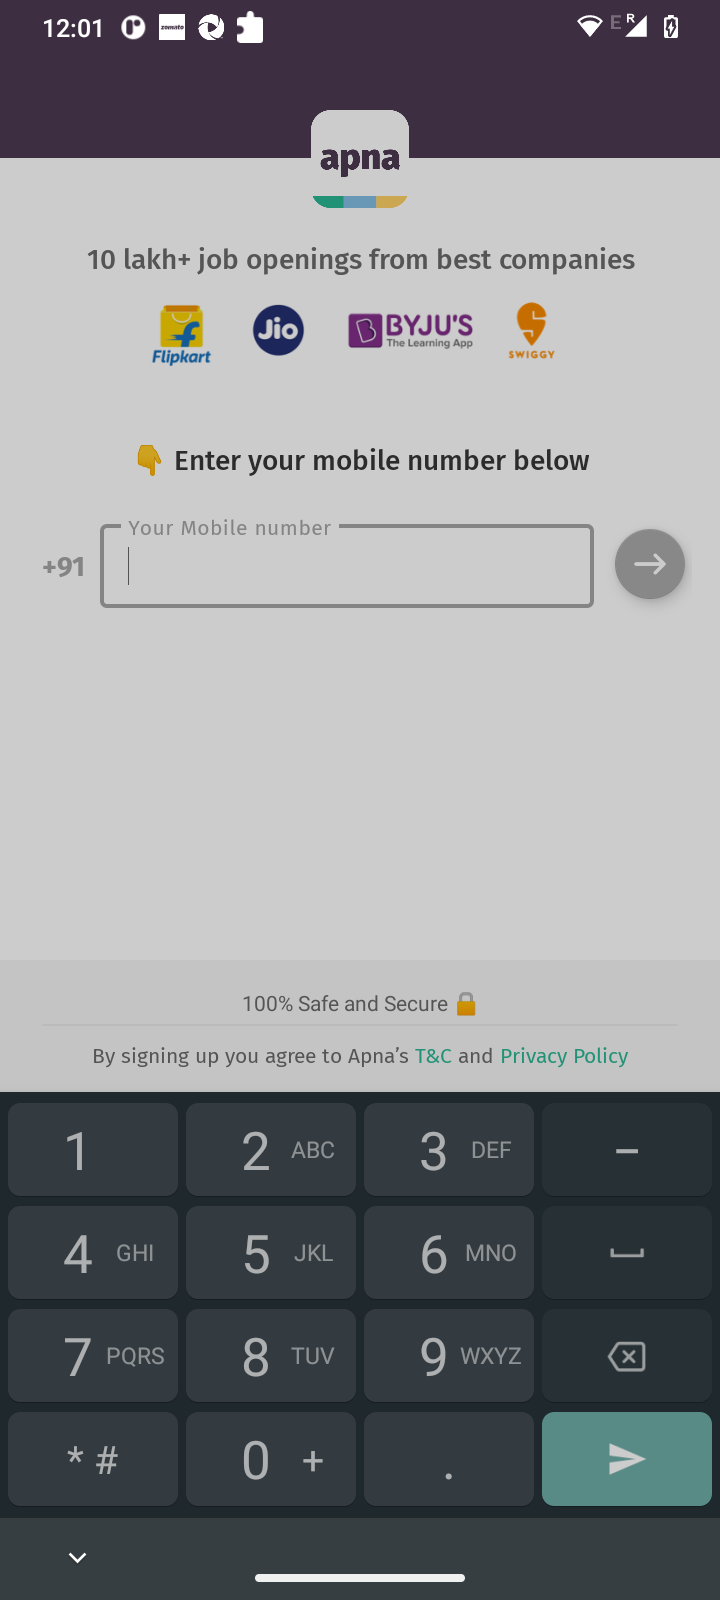 12:01 zomato E R
apna
10 lakh+ job openings from best companies
Flipkart Jio BYJU'S The Learning App SWIGGY
👇 Enter your mobile number below
Your Mobile number
+91
100% Safe and Secure 🔒
By signing up you agree to Apna's T&C and Privacy Policy
1 2 ABC 3 DEF –
4 GHI 5 JKL 6 MNO
7 PQRS 8 TUV 9 WXYZ
* # 0 + .